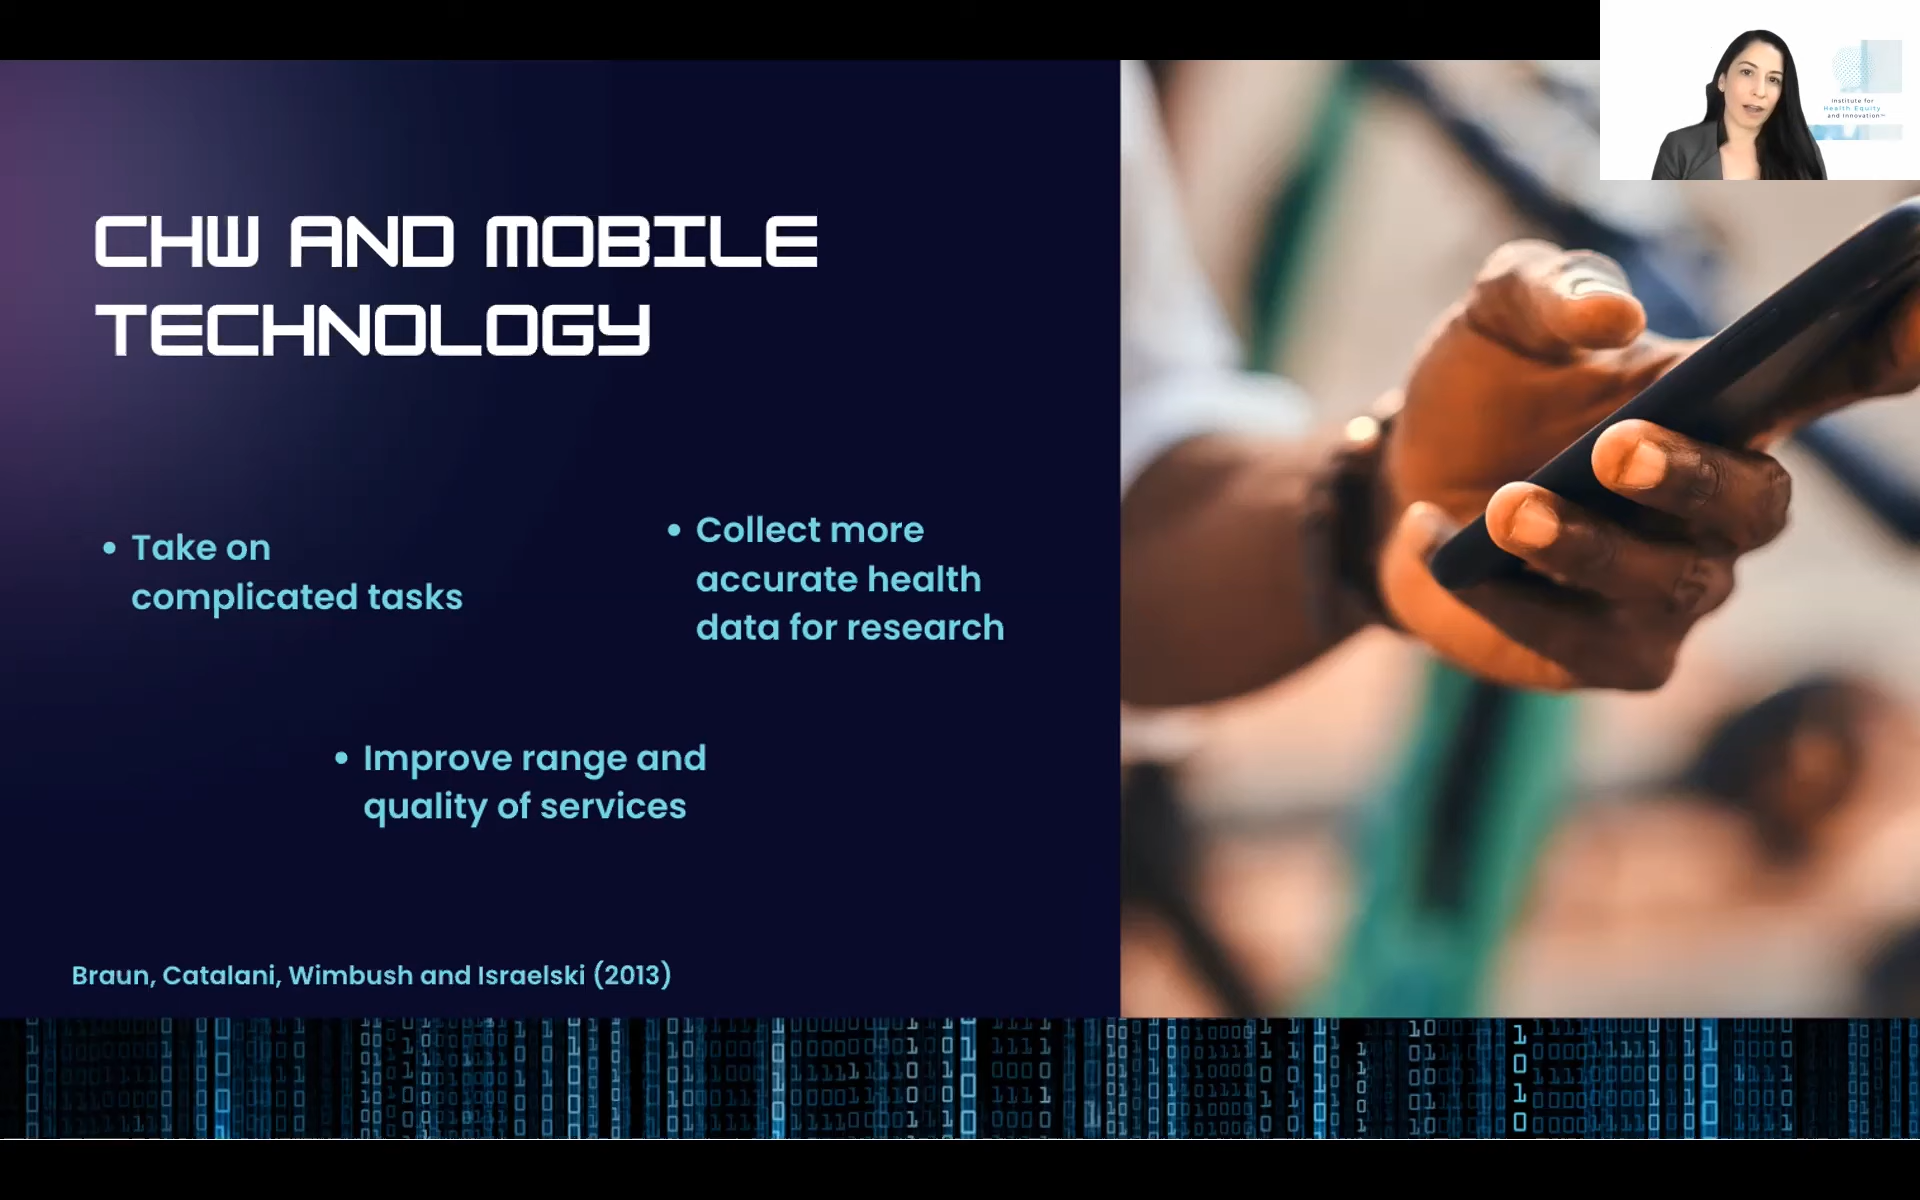 CHW AND MOBILE
TECHNOLOGY
• Take on
complicated tasks
• Collect more
accurate health
data for research
• Improve range and
quality of services
Braun, Catalani, Wimbush and Israelski (2013)
Institute for
Health Equity
and Innovation™